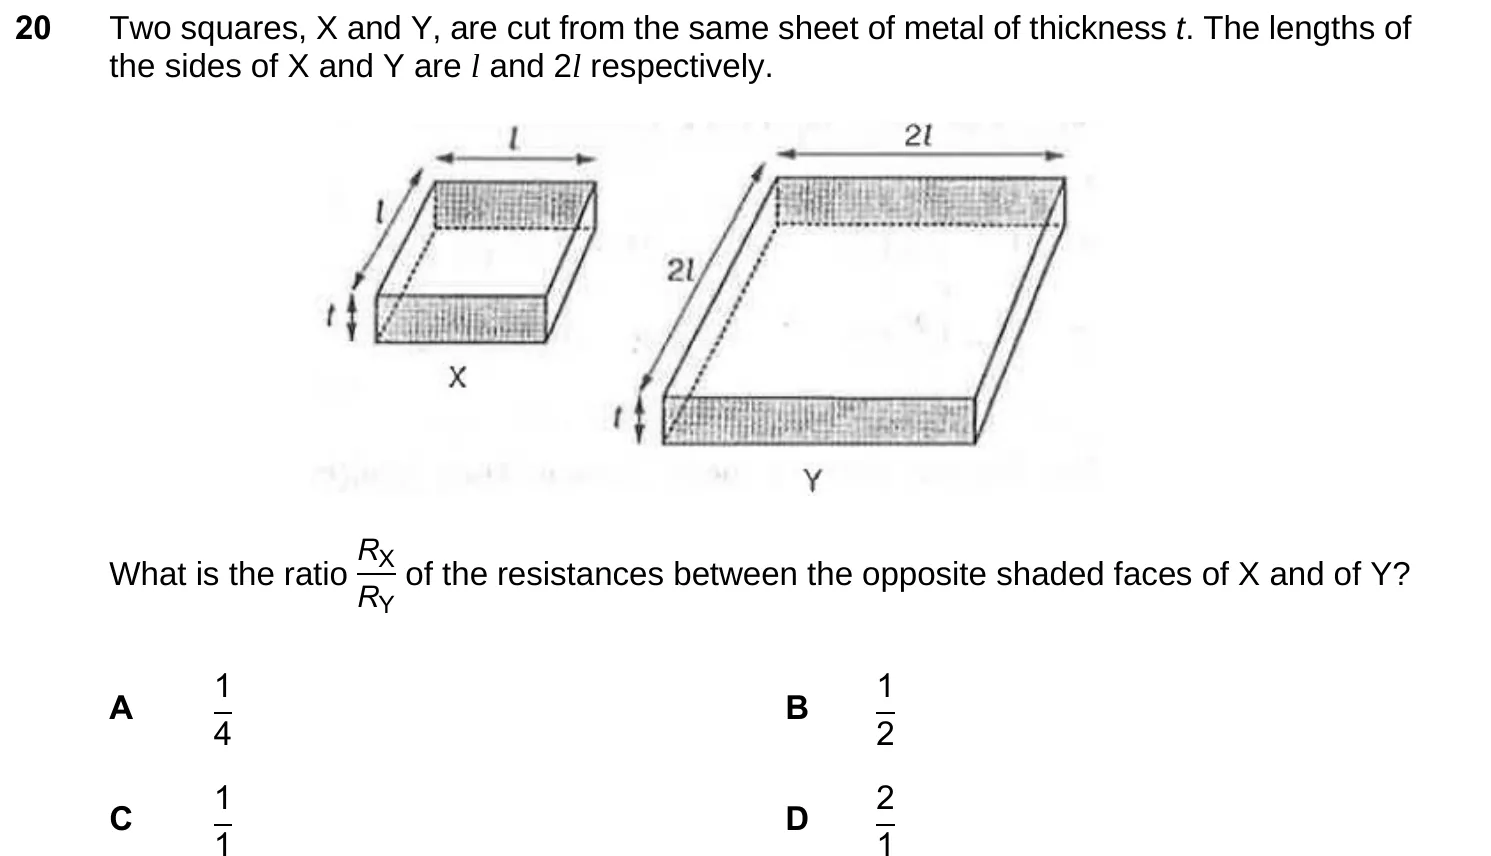 20 Two squares, X and Y, are cut from the same sheet of metal of thickness t. The lengths of
the sides of X and Y are l and 2l respectively.
l
2l
l
2l
t
X
t
Y
What is the ratio R_X/R_Y of the resistances between the opposite shaded faces of X and of Y?
A 1/4
B 1/2
C 1/1
D 2/1